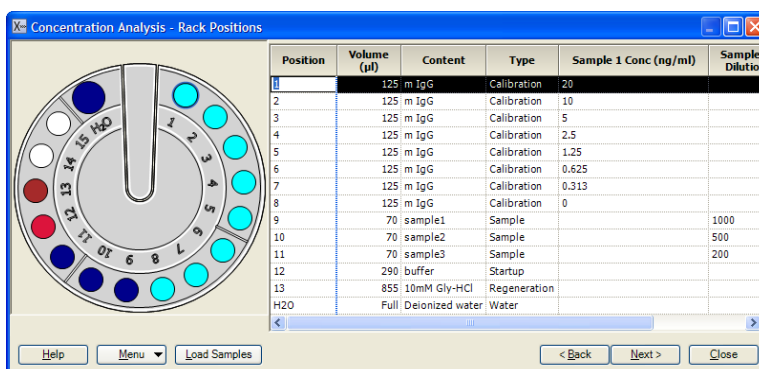 Concentration Analysis - Rack Positions
H2O 1 2 3 4 5 6 7 8 9 10 11 12 13 14 15
Position Volume (µl) Content Type Sample 1 Conc (ng/ml) Sample Dilutio
1 125 m IgG Calibration 20
2 125 m IgG Calibration 10
3 125 m IgG Calibration 5
4 125 m IgG Calibration 2.5
5 125 m IgG Calibration 1.25
6 125 m IgG Calibration 0.625
7 125 m IgG Calibration 0.313
8 125 m IgG Calibration 0
9 70 sample1 Sample 1000
10 70 sample2 Sample 500
11 70 sample3 Sample 200
12 290 buffer Startup
13 855 10mM Gly-HCl Regeneration
H2O Full Deionized water Water
Help Menu Load Samples < Back Next > Close